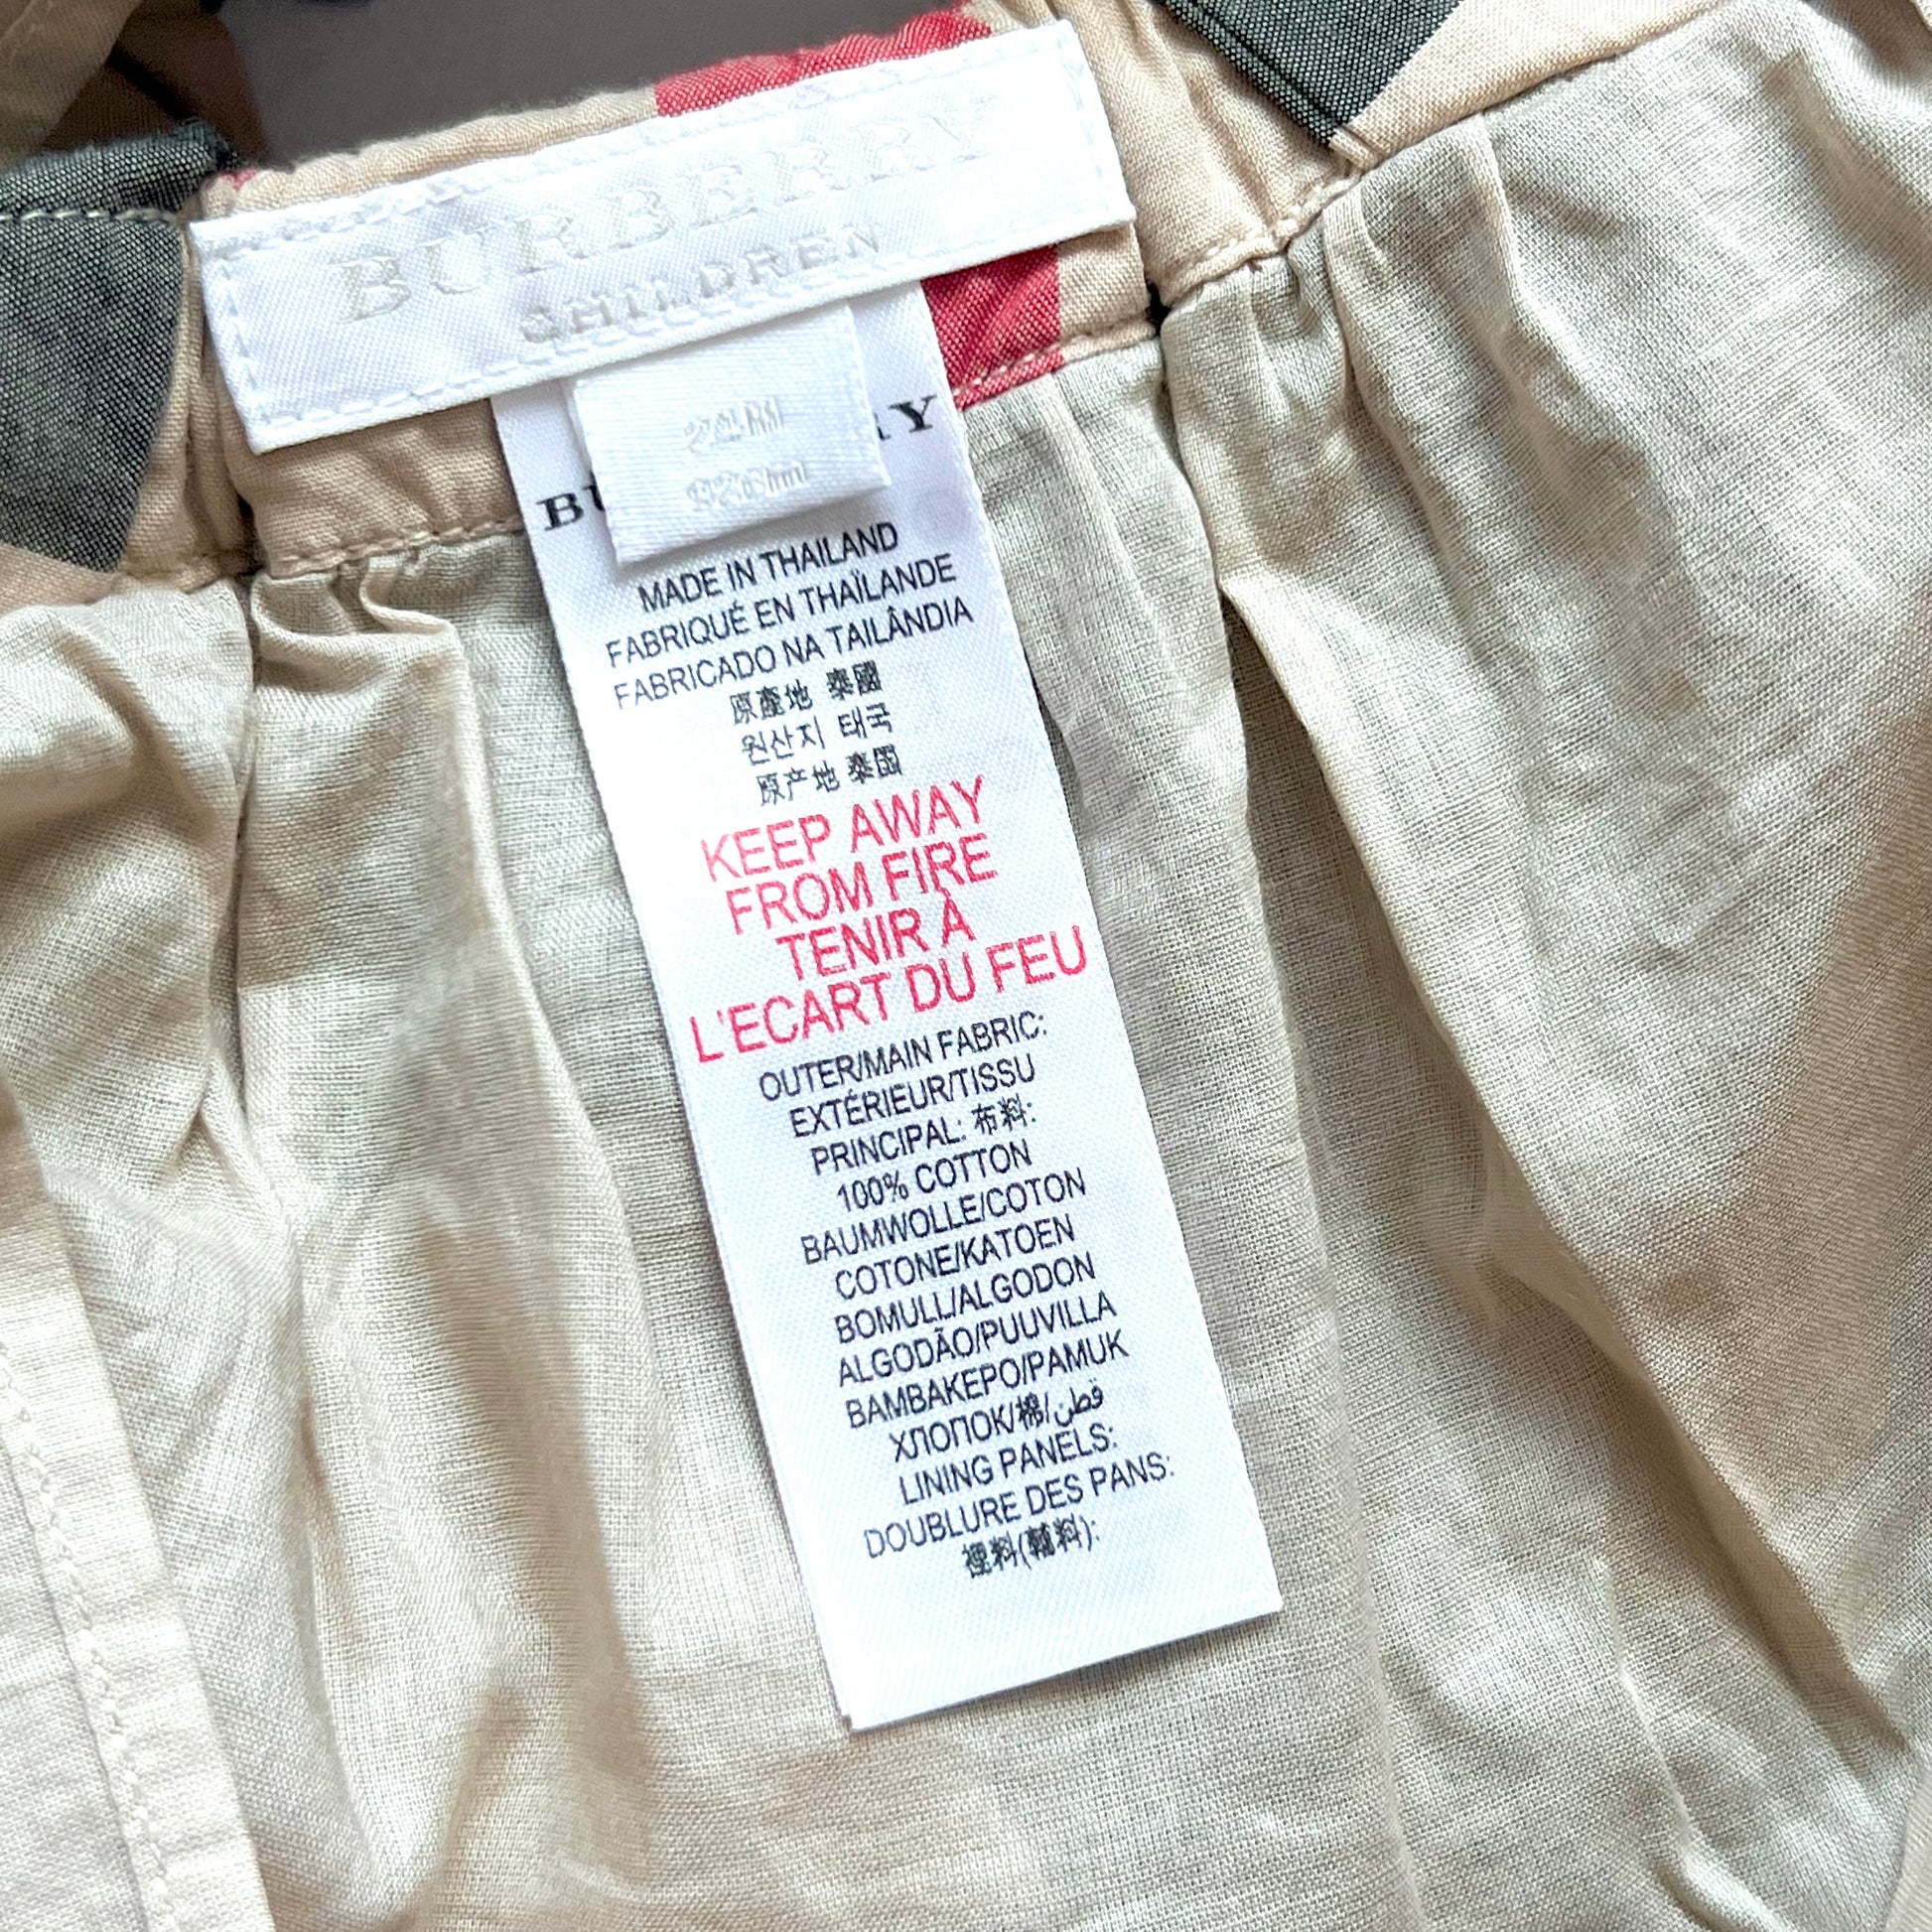 BURBERRY
CHILDREN
24M
92cm
MADE IN THAILAND
FABRIQUÉ EN THAÏLANDE
FABRICADO NA TAILÂNDIA
原產地 泰國
원산지 태국
原产地 泰國
KEEP AWAY
FROM FIRE
TENIR À
L'ECART DU FEU
OUTER/MAIN FABRIC:
EXTÉRIEUR/TISSU
PRINCIPAL: 布料:
100% COTTON
BAUMWOLLE/COTON
COTONE/KATOEN
BOMULL/ALGODON
ALGODÃO/PUUVILLA
BAMBAKEPO/PAMUK
ХЛОПОК/棉/قطن
LINING PANELS:
DOUBLURE DES PANS:
裡料(輔料):